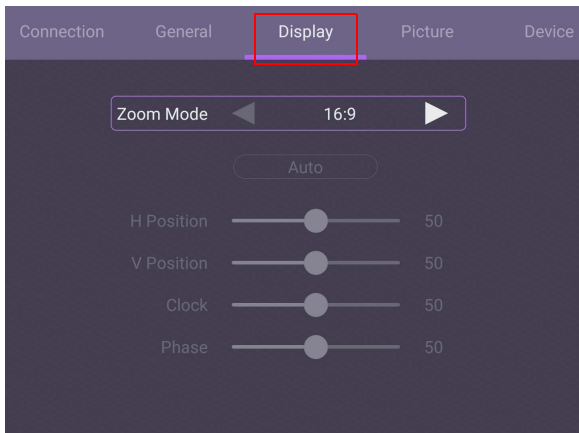 Connection General Display Picture Device
Zoom Mode 16:9
Auto
H Position 50
V Position 50
Clock 50
Phase 50